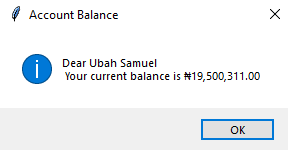 Account Balance
Dear Ubah Samuel
Your current balance is ₦19,500,311.00
OK